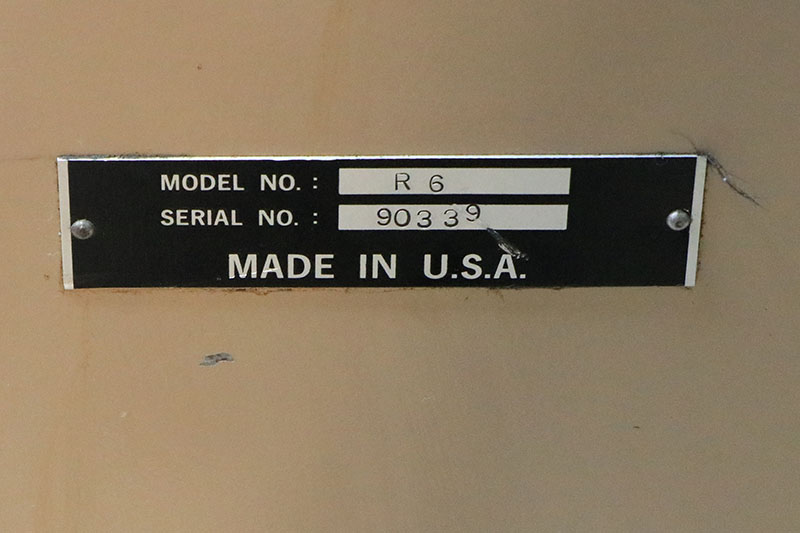 MODEL NO. : R 6
SERIAL NO. : 90339
MADE IN U.S.A.